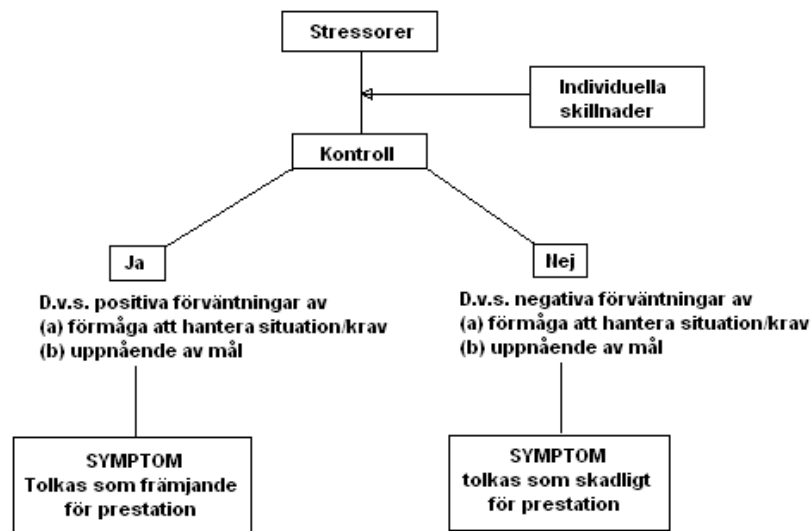 Stressorer
Individuella
skillnader
Kontroll
Ja
D.v.s. positiva förväntningar av
(a) förmåga att hantera situation/krav
(b) uppnående av mål
SYMPTOM
Tolkas som främjande
för prestation
Nej
D.v.s. negativa förväntningar av
(a) förmåga att hantera situation/krav
(b) uppnående av mål
SYMPTOM
tolkas som skadligt
för prestation